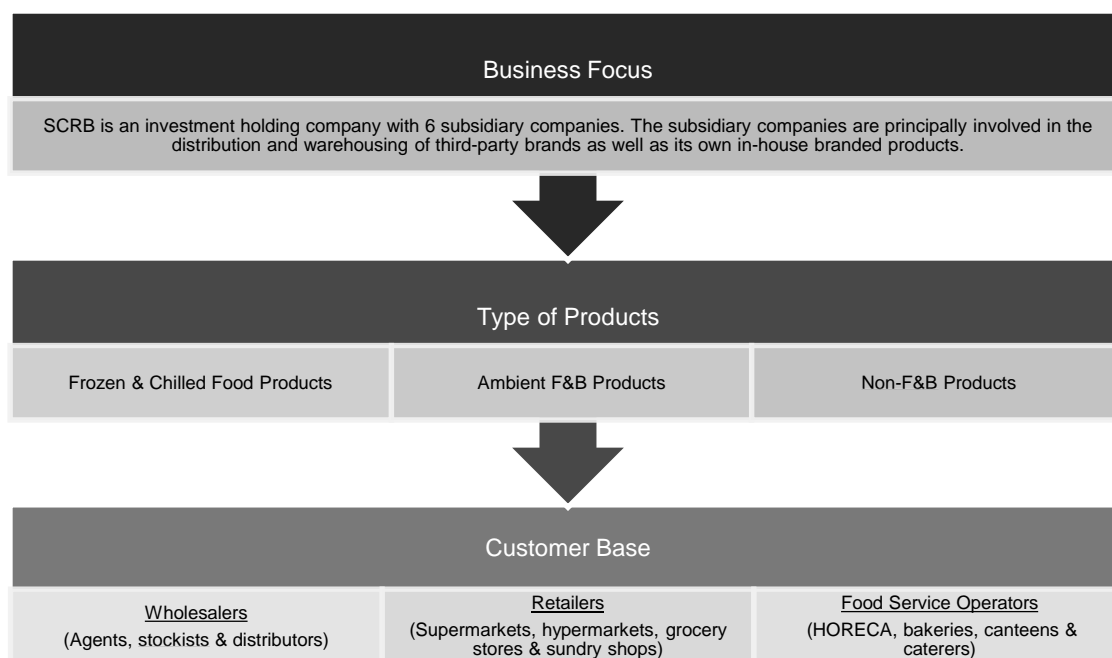 Business Focus
SCRB is an investment holding company with 6 subsidiary companies. The subsidiary companies are principally involved in the
distribution and warehousing of third-party brands as well as its own in-house branded products.
Type of Products
Frozen & Chilled Food Products
Ambient F&B Products
Non-F&B Products
Customer Base
Wholesalers
(Agents, stockists & distributors)
Retailers
(Supermarkets, hypermarkets, grocery
stores & sundry shops)
Food Service Operators
(HORECA, bakeries, canteens &
caterers)